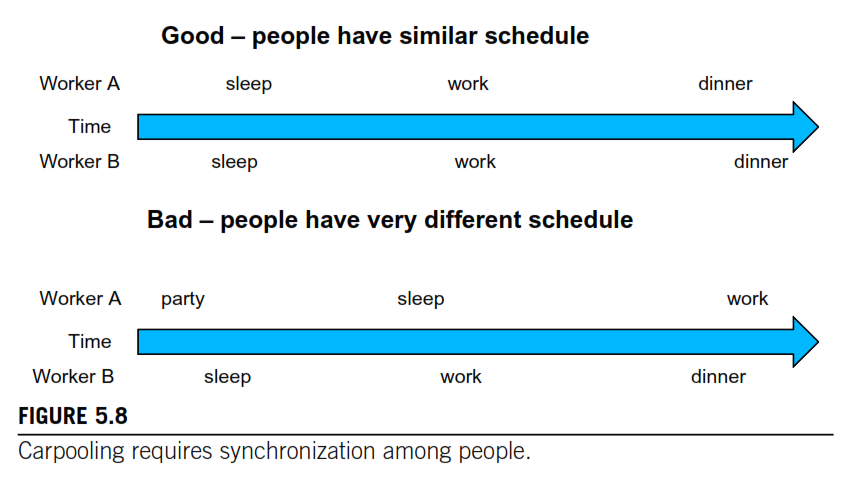 Good – people have similar schedule
Worker A sleep work dinner
Time
Worker B sleep work dinner
Bad – people have very different schedule
Worker A party sleep work
Time
Worker B sleep work dinner
FIGURE 5.8
Carpooling requires synchronization among people.